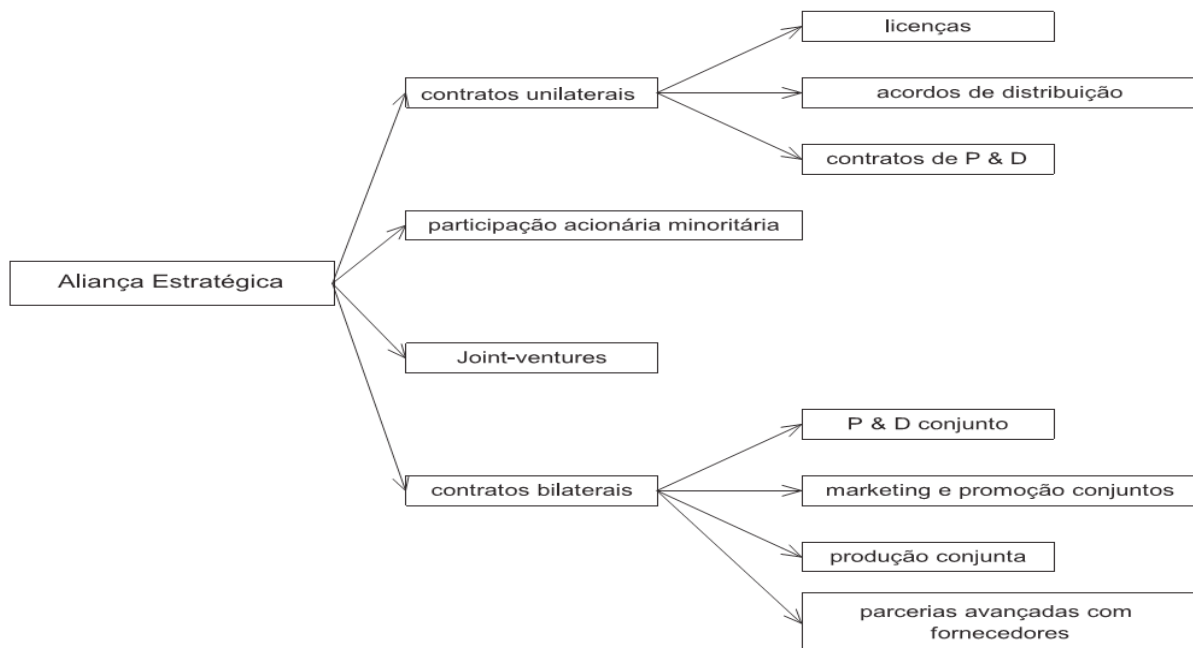 licenças
contratos unilaterais
acordos de distribuição
contratos de P & D
participação acionária minoritária
Aliança Estratégica
Joint-ventures
P & D conjunto
contratos bilaterais
marketing e promoção conjuntos
produção conjunta
parcerias avançadas com
fornecedores